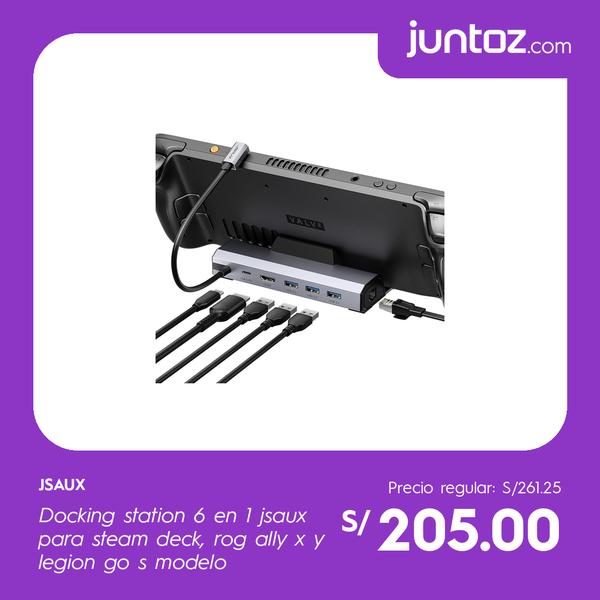 juntoz.com
VALVE
JSAUX
Docking station 6 en 1 jsaux
para steam deck, rog ally x y
legion go s modelo
Precio regular: S/261.25
S/ 205.00